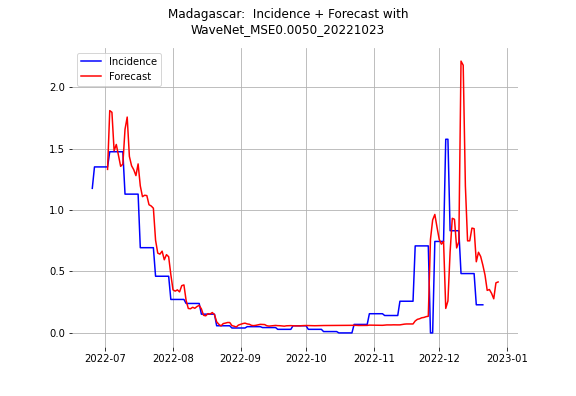 Madagascar:  Incidence + Forecast with
WaveNet_MSE0.0050_20221023
Incidence
Forecast
2.0
1.5
1.0
0.5
0.0
2022-07 2022-08 2022-09 2022-10 2022-11 2022-12 2023-01